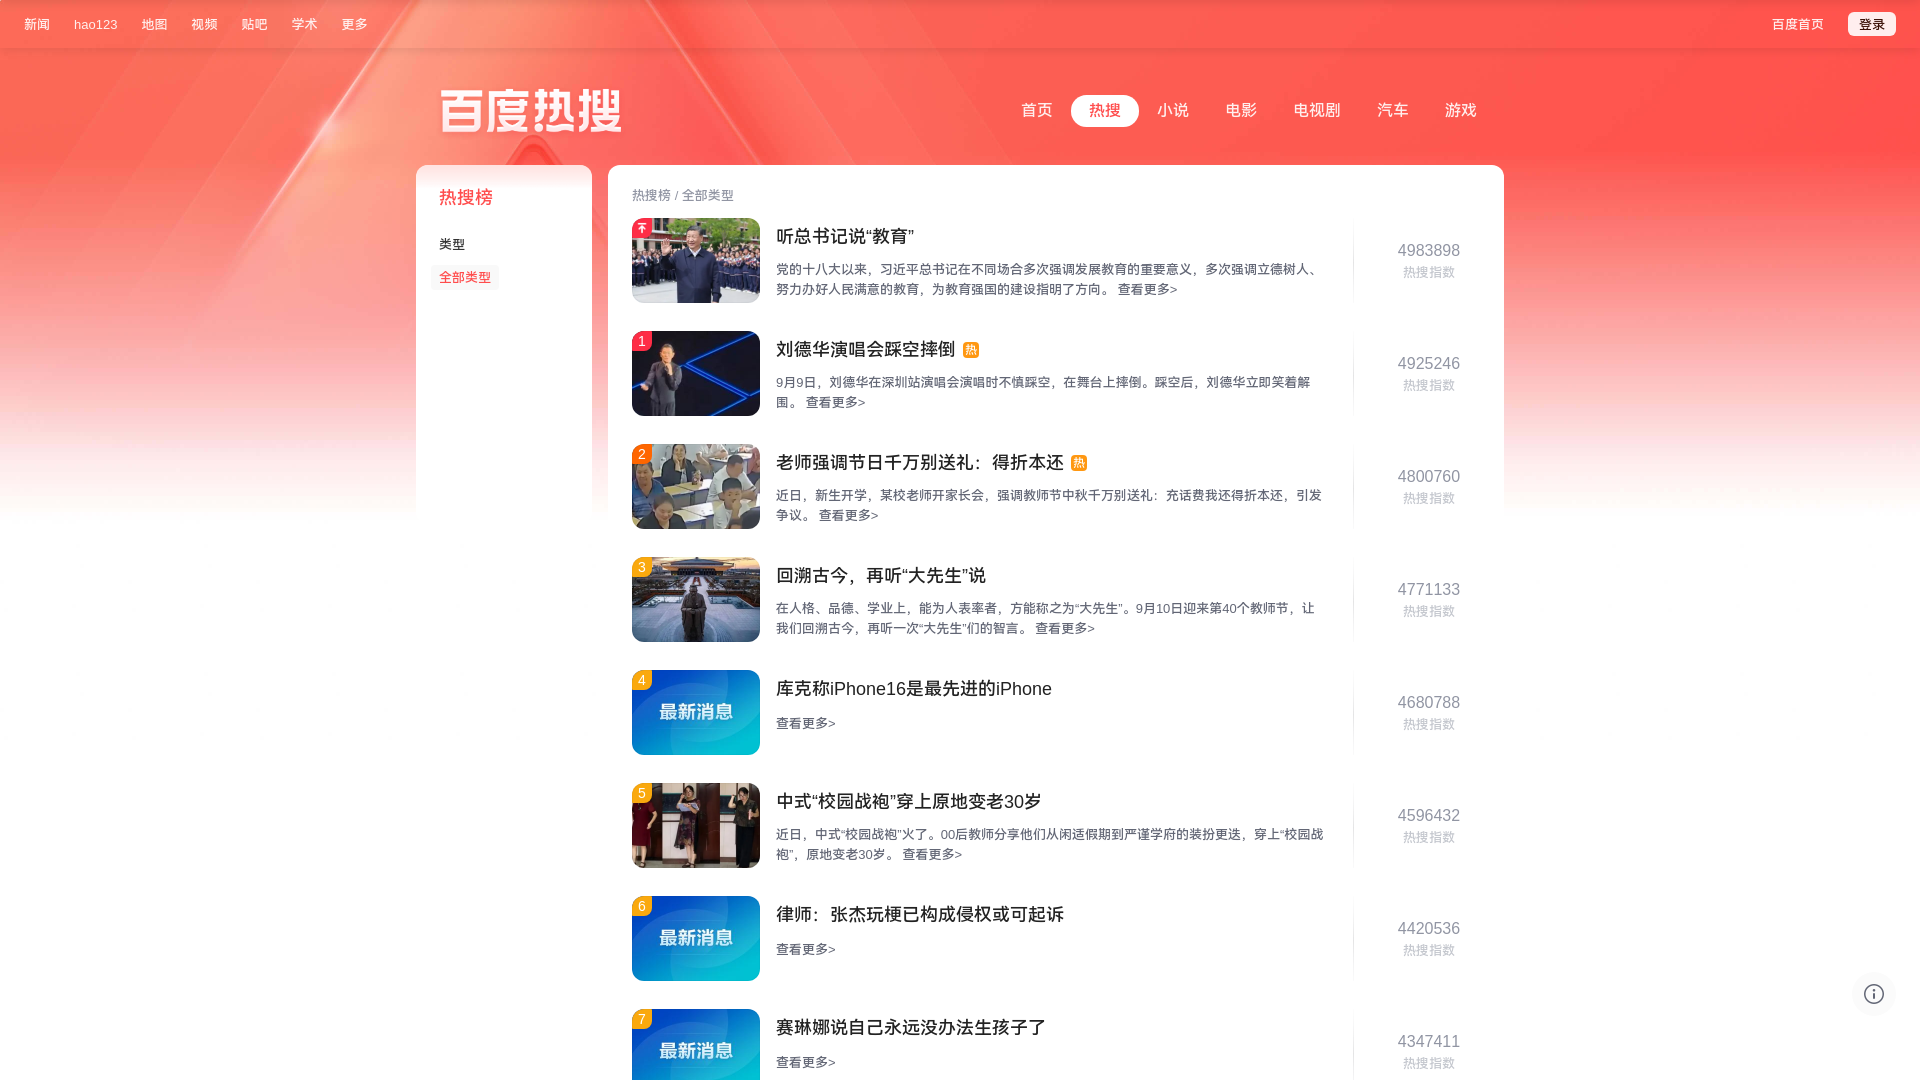 新闻 hao123 地图 视频 贴吧 学术 更多 百度首页 登录
百度热搜
首页 热搜 小说 电影 电视剧 汽车 游戏
热搜榜
类型
全部类型
热搜榜 / 全部类型
听总书记说“教育”
党的十八大以来，习近平总书记在不同场合多次强调发展教育的重要意义，多次强调立德树人、
努力办好人民满意的教育，为教育强国的建设指明了方向。 查看更多>
4983898
热搜指数
1
刘德华演唱会踩空摔倒 热
9月9日，刘德华在深圳站演唱会演唱时不慎踩空，在舞台上摔倒。踩空后，刘德华立即笑着解
围。 查看更多>
4925246
热搜指数
2
老师强调节日千万别送礼：得折本还 热
近日，新生开学，某校老师开家长会，强调教师节中秋千万别送礼：充话费我还得折本还，引发
争议。 查看更多>
4800760
热搜指数
3
回溯古今，再听“大先生”说
在人格、品德、学业上，能为人表率者，方能称之为“大先生”。9月10日迎来第40个教师节，让
我们回溯古今，再听一次“大先生”们的智言。 查看更多>
4771133
热搜指数
4
最新消息
库克称iPhone16是最先进的iPhone
查看更多>
4680788
热搜指数
5
中式“校园战袍”穿上原地变老30岁
近日，中式“校园战袍”火了。00后教师分享他们从闲适假期到严谨学府的装扮更迭，穿上“校园战
袍”，原地变老30岁。 查看更多>
4596432
热搜指数
6
最新消息
律师：张杰玩梗已构成侵权或可起诉
查看更多>
4420536
热搜指数
7
最新消息
赛琳娜说自己永远没办法生孩子了
查看更多>
4347411
热搜指数